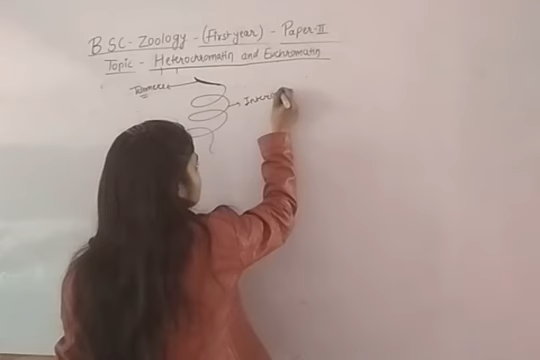 B.SC- Zoology - (First year) - Paper-II
Topic - Heterochromatin and Euchromatin
Telomere